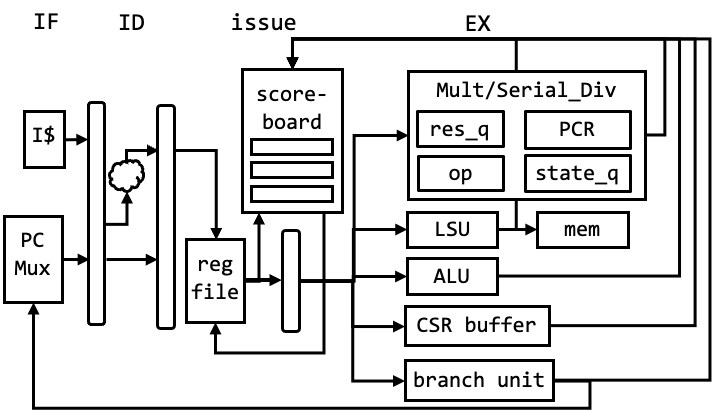 IF
ID
issue
EX
I$
PC
Mux
reg
file
score-
board
Mult/Serial_Div
res_q
PCR
op
state_q
LSU
mem
ALU
CSR buffer
branch unit